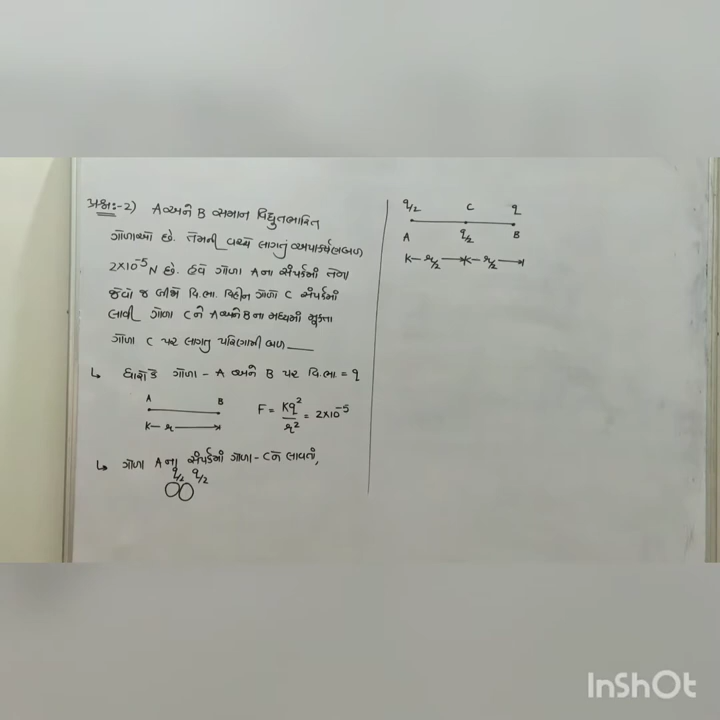 પ્રશ્ન:-2) A અને B સમાન વિદ્યુતભારિત
ગોળાઓ છે. તેમની વચ્ચે લાગતું અપાકર્ષણબળ
2×10⁻⁵ N છે. હવે ગોળા A ના સંપર્કમાં તેના
જેવો જ બીજો વિ.ભા. વિહીન ગોળો C સંપર્કમાં
લાવી ગોળા C ને A અને B ના મધ્યમાં મુકતા
ગોળા C પર લાગતુ પરિણામી બળ ____
↳ ધારોકે ગોળા - A અને B પર વિ.ભા. = q
A B
K— r —→
F = Kq²/r² = 2×10⁻⁵
↳ ગોળા A ના સંપર્કમાં ગોળા - C ને લાવતાં,
q/2 q/2
q/2 C q
A q/2 B
K— r/2 —→K— r/2 —→
InShOt